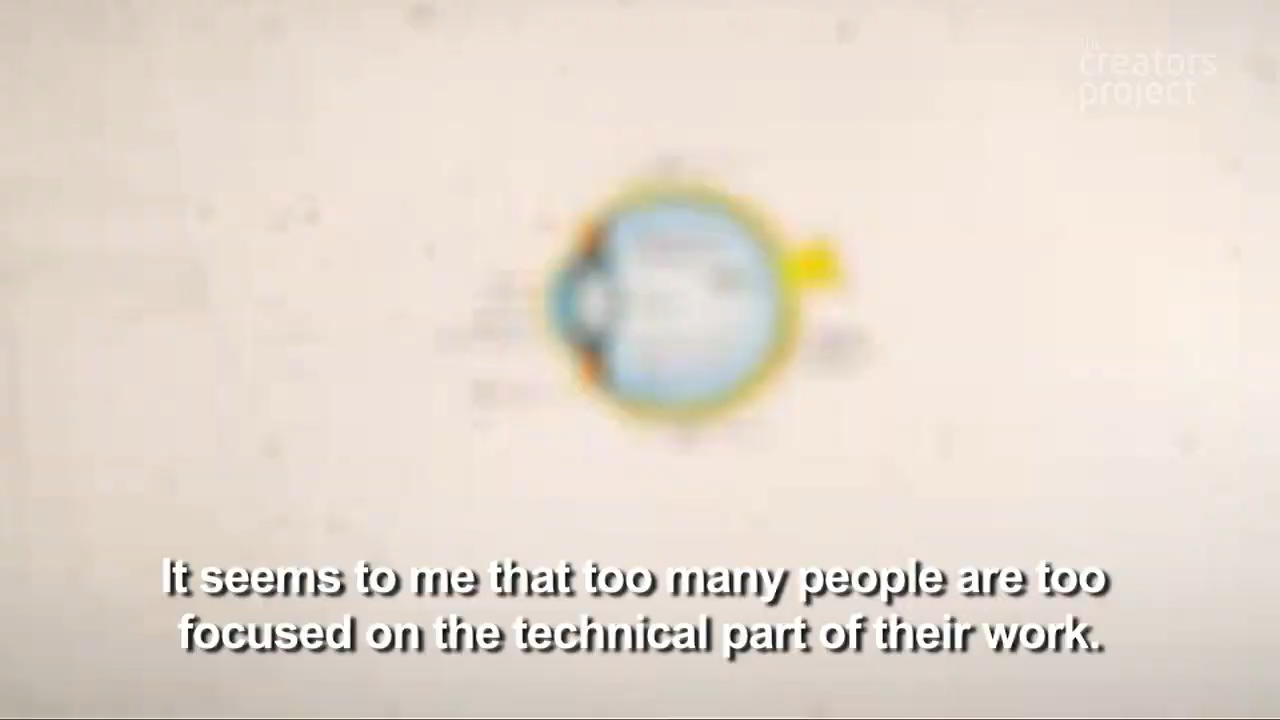 the
creators
project
It seems to me that too many people are too
focused on the technical part of their work.